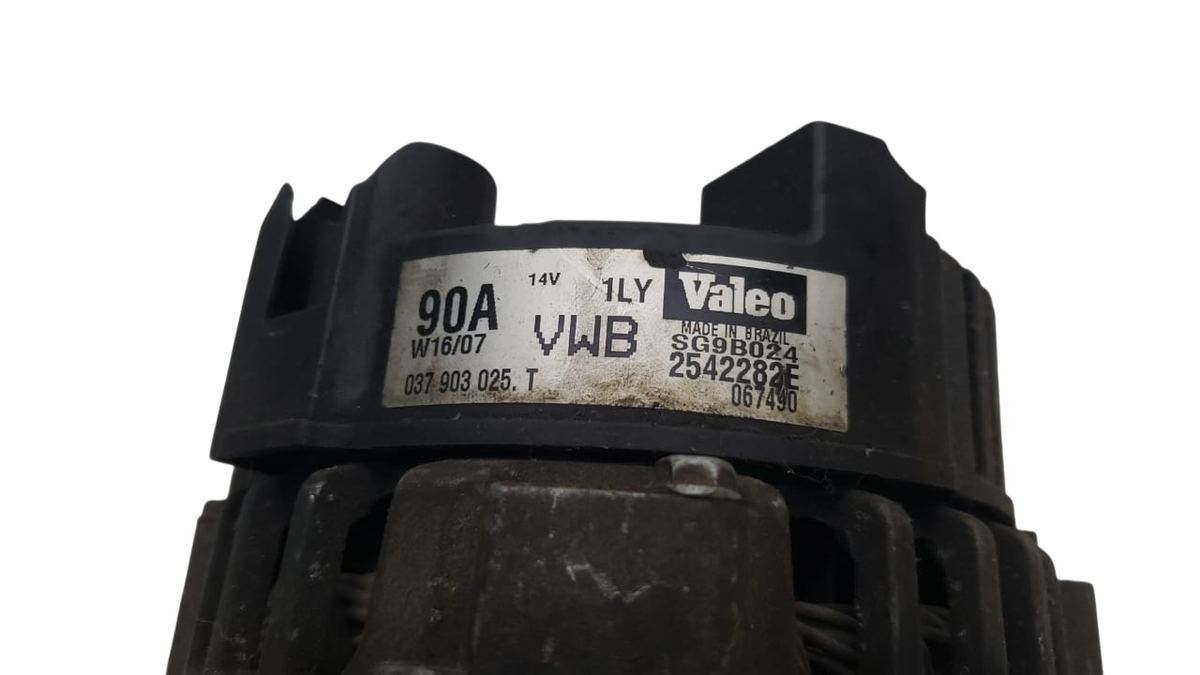 90A 14V 1LY Valeo
MADE IN BRAZIL
W16/07 VWB SG9B024
2542282E
037 903 025. T 067490